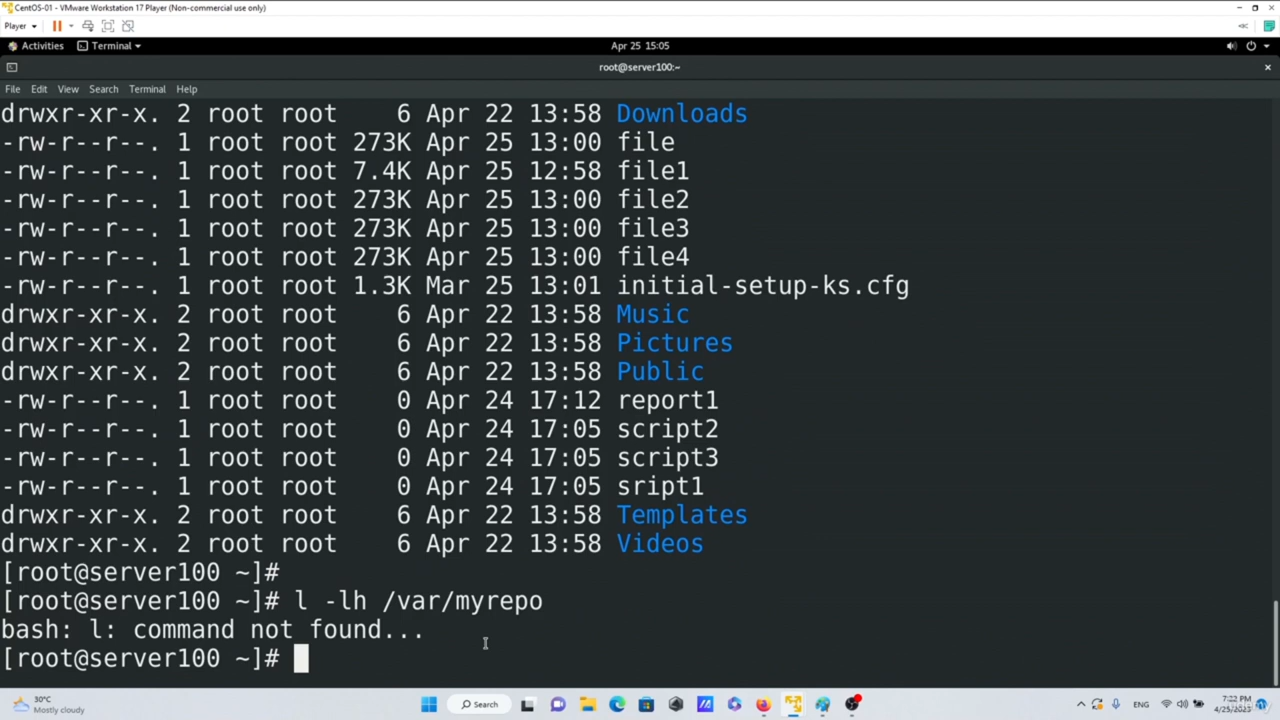 CentOS-01 - VMware Workstation 17 Player (Non-commercial use only)
Player
Activities Terminal Apr 25 15:05
root@server100:~
File Edit View Search Terminal Help
drwxr-xr-x. 2 root root 6 Apr 22 13:58 Downloads
-rw-r--r--. 1 root root 273K Apr 25 13:00 file
-rw-r--r--. 1 root root 7.4K Apr 25 12:58 file1
-rw-r--r--. 1 root root 273K Apr 25 13:00 file2
-rw-r--r--. 1 root root 273K Apr 25 13:00 file3
-rw-r--r--. 1 root root 273K Apr 25 13:00 file4
-rw-r--r--. 1 root root 1.3K Mar 25 13:01 initial-setup-ks.cfg
drwxr-xr-x. 2 root root 6 Apr 22 13:58 Music
drwxr-xr-x. 2 root root 6 Apr 22 13:58 Pictures
drwxr-xr-x. 2 root root 6 Apr 22 13:58 Public
-rw-r--r--. 1 root root 0 Apr 24 17:12 report1
-rw-r--r--. 1 root root 0 Apr 24 17:05 script2
-rw-r--r--. 1 root root 0 Apr 24 17:05 script3
-rw-r--r--. 1 root root 0 Apr 24 17:05 sript1
drwxr-xr-x. 2 root root 6 Apr 22 13:58 Templates
drwxr-xr-x. 2 root root 6 Apr 22 13:58 Videos
[root@server100 ~]#
[root@server100 ~]# l -lh /var/myrepo
bash: l: command not found...
[root@server100 ~]#
30°C
Mostly cloudy
Search
ENG
7:22 PM
4/25/2023